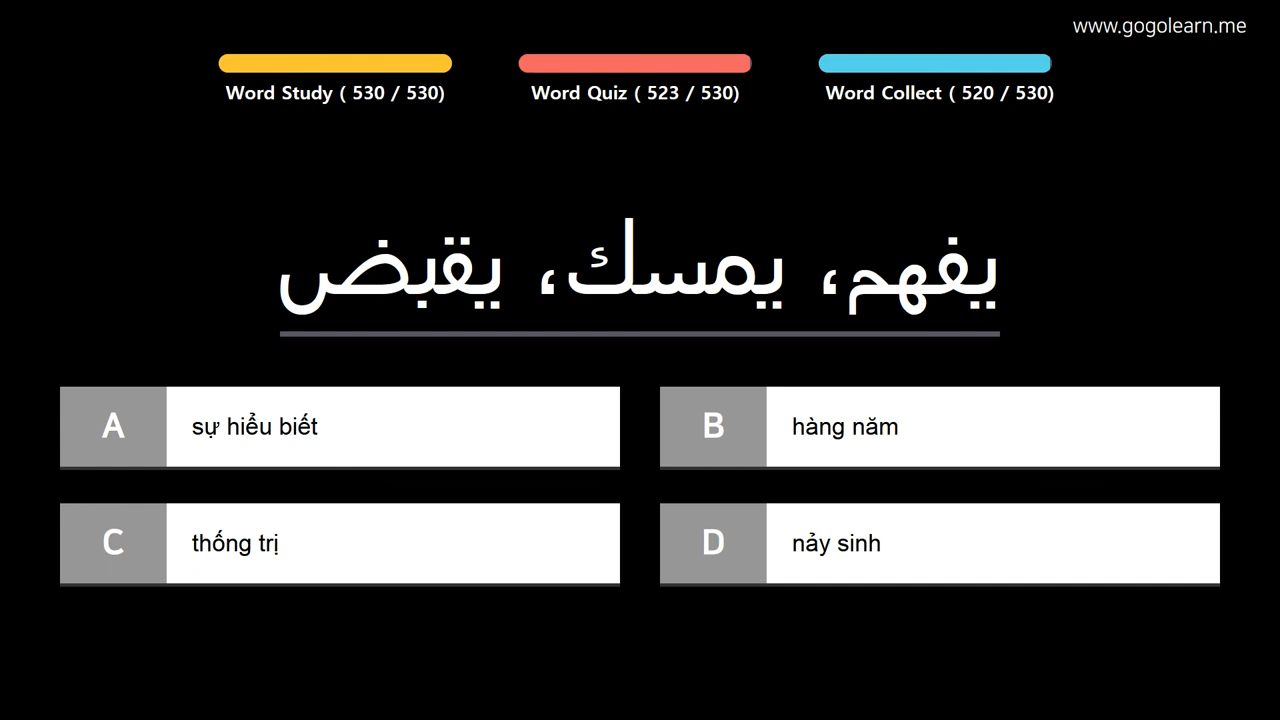 www.gogolearn.me
Word Study ( 530 / 530)
Word Quiz ( 523 / 530)
Word Collect ( 520 / 530)
يفهم، يمسك، يقبض
A
sự hiểu biết
B
hàng năm
C
thống trị
D
nảy sinh